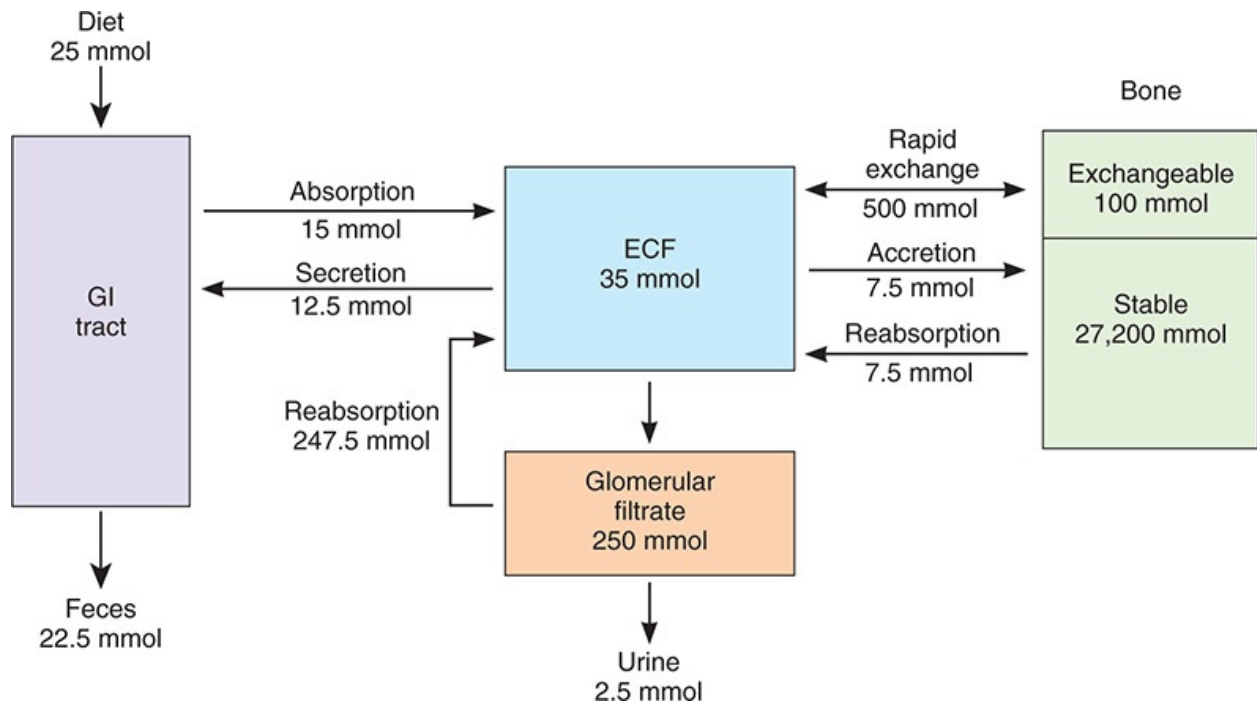 Diet
25 mmol
Bone
GI
tract
Absorption
15 mmol
Secretion
12.5 mmol
Reabsorption
247.5 mmol
ECF
35 mmol
Rapid
exchange
500 mmol
Accretion
7.5 mmol
Reabsorption
7.5 mmol
Exchangeable
100 mmol
Stable
27,200 mmol
Glomerular
filtrate
250 mmol
Feces
22.5 mmol
Urine
2.5 mmol